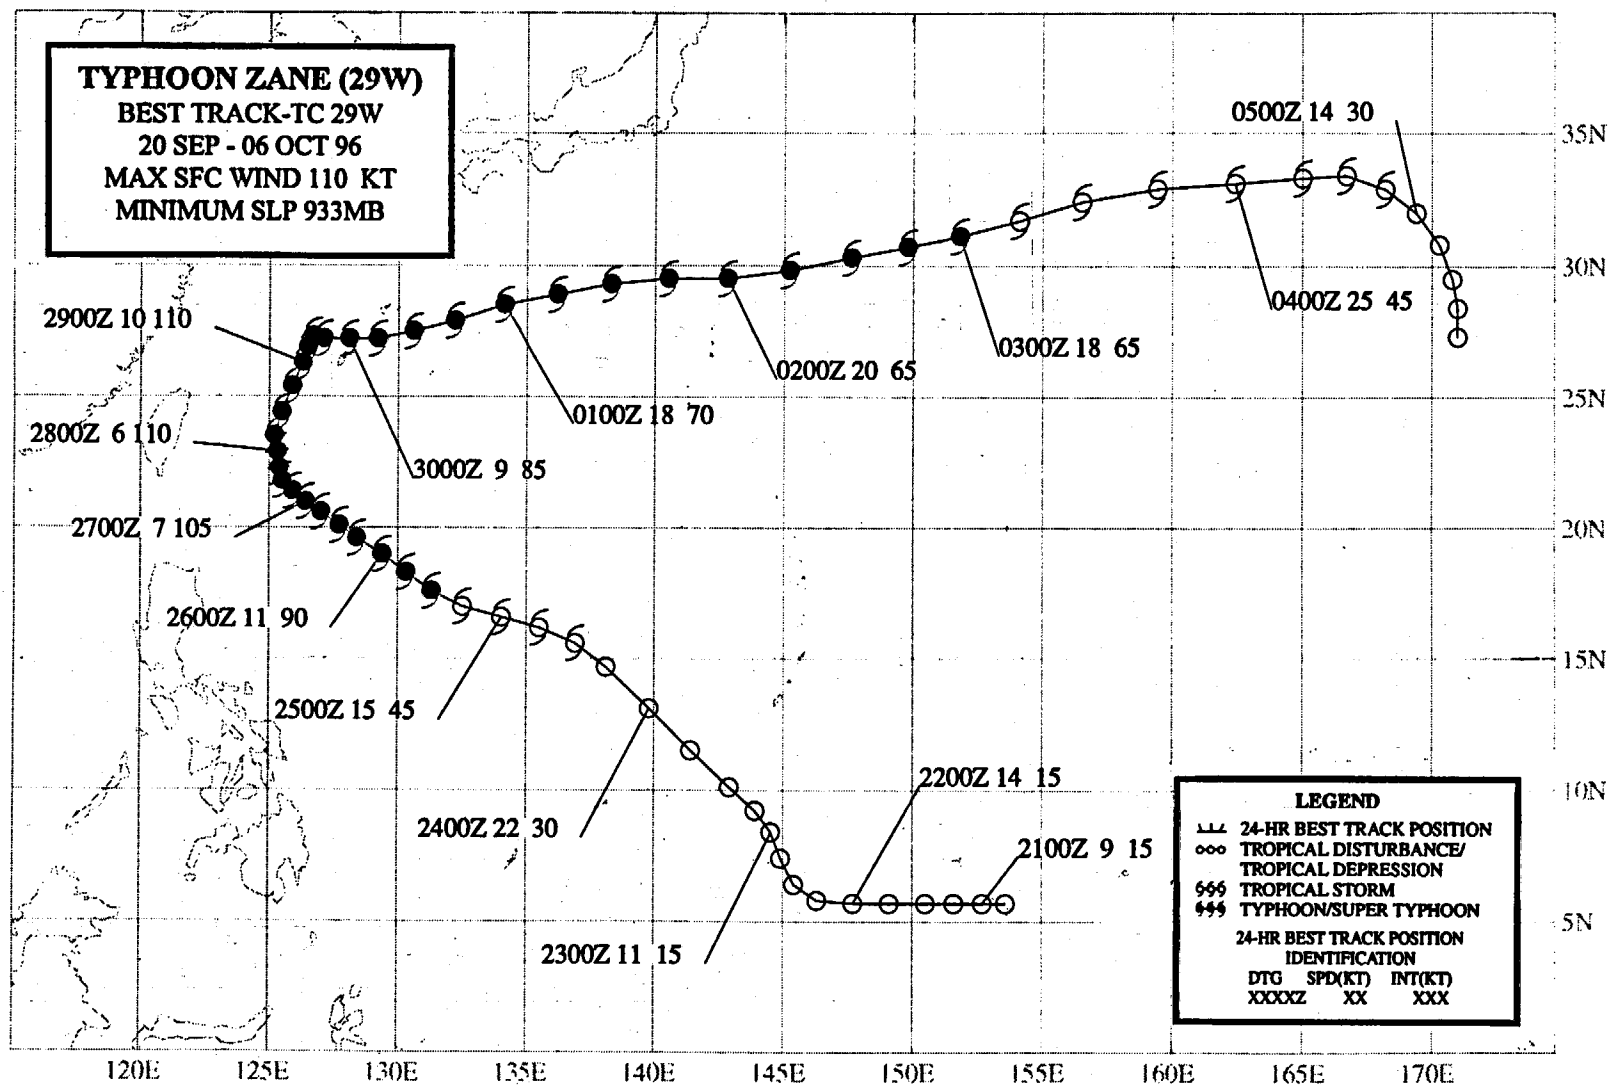 TYPHOON ZANE (29W)
BEST TRACK-TC 29W
20 SEP - 06 OCT 96
MAX SFC WIND 110 KT
MINIMUM SLP 933MB
0500Z 14 30
35N
30N
0400Z 25 45
2900Z 10 110
0300Z 18 65
0200Z 20 65
25N
0100Z 18 70
2800Z 6 110
3000Z 9 85
2700Z 7 105
20N
2600Z 11 90
15N
2500Z 15 45
2200Z 14 15
10N
2400Z 22 30
2100Z 9 15
5N
2300Z 11 15
LEGEND
24-HR BEST TRACK POSITION
TROPICAL DISTURBANCE/
TROPICAL DEPRESSION
TROPICAL STORM
TYPHOON/SUPER TYPHOON
24-HR BEST TRACK POSITION
IDENTIFICATION
DTG SPD(KT) INT(KT)
XXXXZ XX XXX
120E 125E 130E 135E 140E 145E 150E 155E 160E 165E 170E